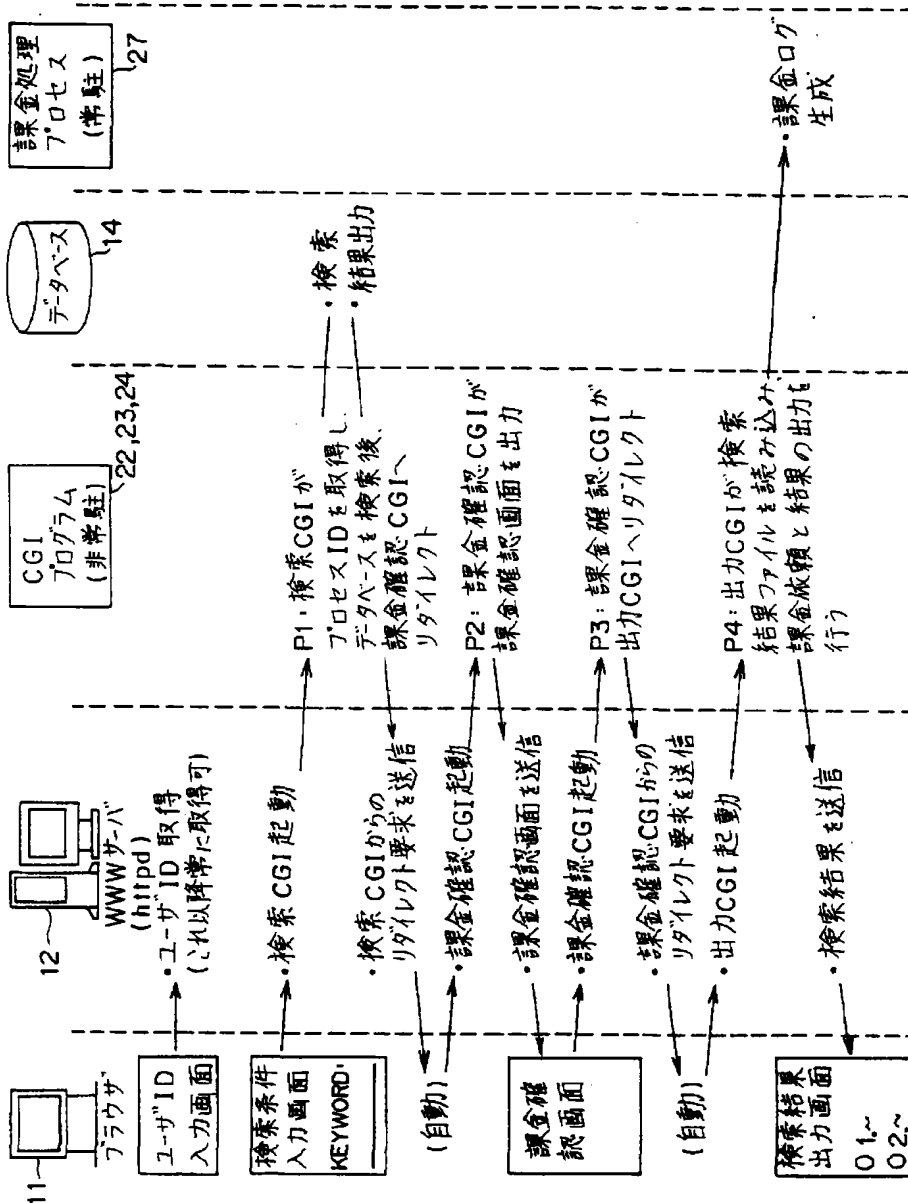 11
ブラウザ
12
WWWサーバ
(httpd)
CGI
プログラム
(非常駐)
22,23,24
データベース
14
課金処理
プロセス
(常駐)
27
ユーザID
入力画面
・ユーザID取得
(これ以降常に取得可)
検索条件
入力画面
KEYWORD:
・検索CGI起動
P1:検索CGIが
プロセスIDを取得し、
データベースを検索後、
課金確認CGIへ
リダイレクト
・検索
・結果出力
・検索CGIからの
リダイレクト要求を送信
(自動)
・課金確認CGI起動
P2:課金確認CGIが
課金確認画面を出力
・課金確認画面を送信
課金確
認画面
・課金確認CGI起動
P3:課金確認CGIが
出力CGIへリダイレクト
・課金確認CGIからの
リダイレクト要求を送信
(自動)
・出力CGI起動
P4:出力CGIが検索
結果ファイルを読み込み、
課金依頼と結果の出力を
行う
・課金ログ
生成
・検索結果を送信
検索結果
出力画面
○1.~
○2.~